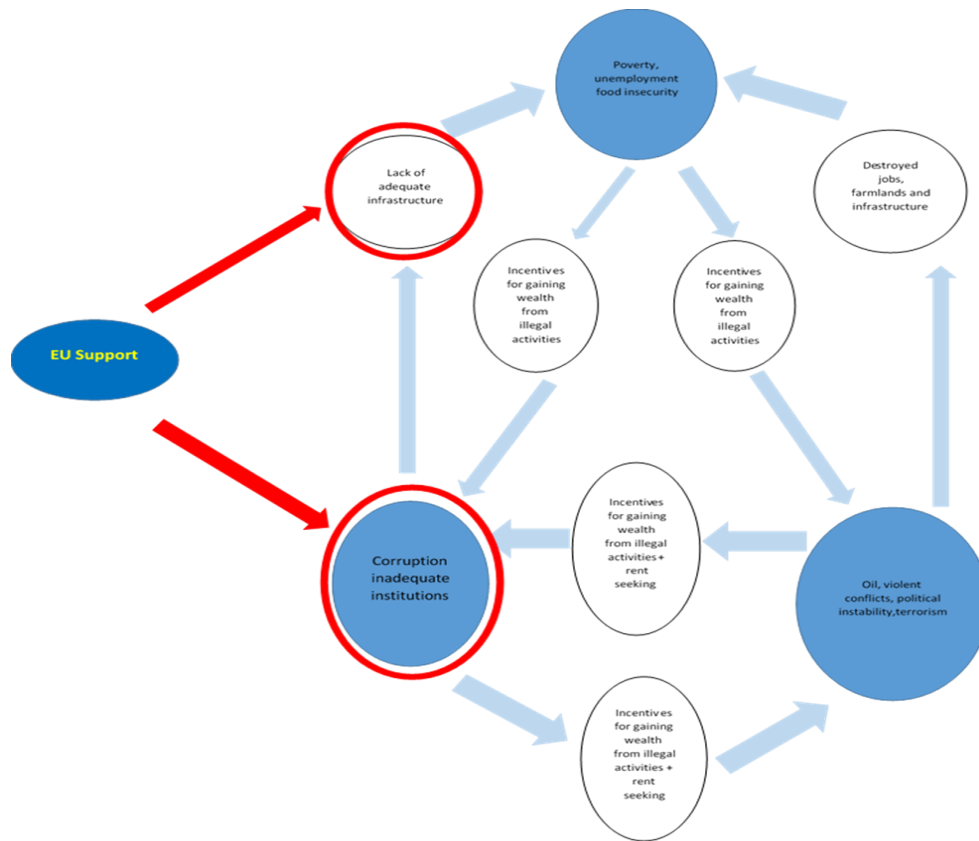 Poverty,
unemployment
food insecurity
Lack of
adequate
infrastructure
Destroyed
jobs,
farmlands and
infrastructure
Incentives
for gaining
wealth
from
illegal
activities
Incentives
for gaining
wealth
from
illegal
activities
EU Support
Incentives
for gaining
wealth
from illegal
activities +
rent
seeking
Corruption
inadequate
institutions
Oil, violent
conflicts, political
instability,terrorism
Incentives
for gaining
wealth
from illegal
activities +
rent
seeking